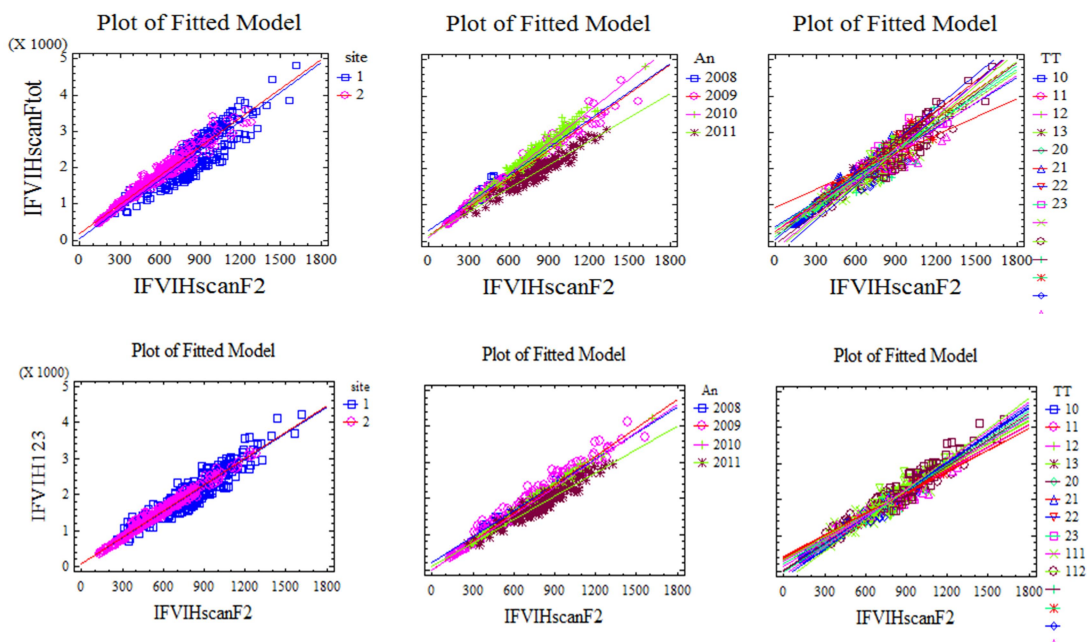 Plot of Fitted Model
(X 1000)
IFVIHscanFtot
5
4
3
2
1
0
0 300 600 900 1200 1500 1800
IFVIHscanF2
site
1
2
Plot of Fitted Model
0 300 600 900 1200 1500 1800
IFVIHscanF2
An
2008
2009
2010
2011
Plot of Fitted Model
0 300 600 900 1200 1500 1800
IFVIHscanF2
TT
10
11
12
13
20
21
22
23
Plot of Fitted Model
(X 1000)
IFVIH123
5
4
3
2
1
0
0 300 600 900 1200 1500 1800
IFVIHscanF2
site
1
2
Plot of Fitted Model
0 300 600 900 1200 1500 1800
IFVIHscanF2
An
2008
2009
2010
2011
Plot of Fitted Model
0 300 600 900 1200 1500 1800
IFVIHscanF2
TT
10
11
12
13
20
21
22
23
111
112